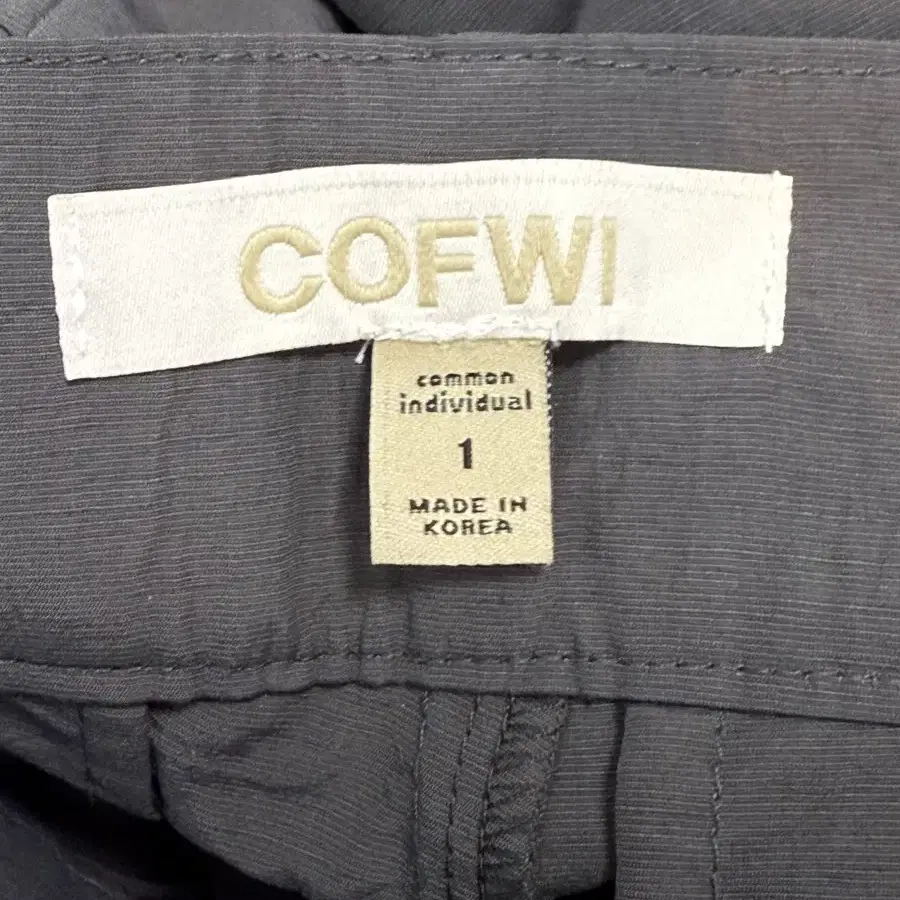 COFWI
common
individual
1
MADE IN
KOREA